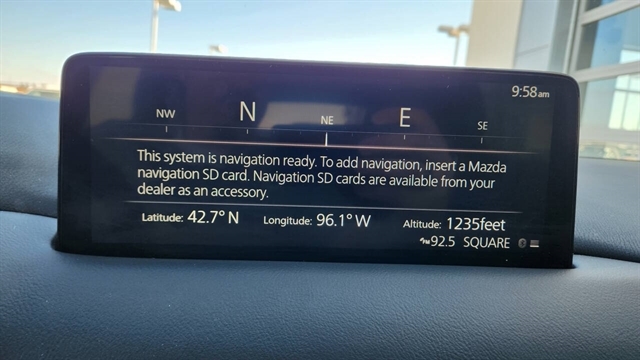 9:58am
NW N NE E SE
This system is navigation ready. To add navigation, insert a Mazda
navigation SD card. Navigation SD cards are available from your
dealer as an accessory.
Latitude: 42.7° N Longitude: 96.1° W Altitude: 1235feet
92.5 SQUARE